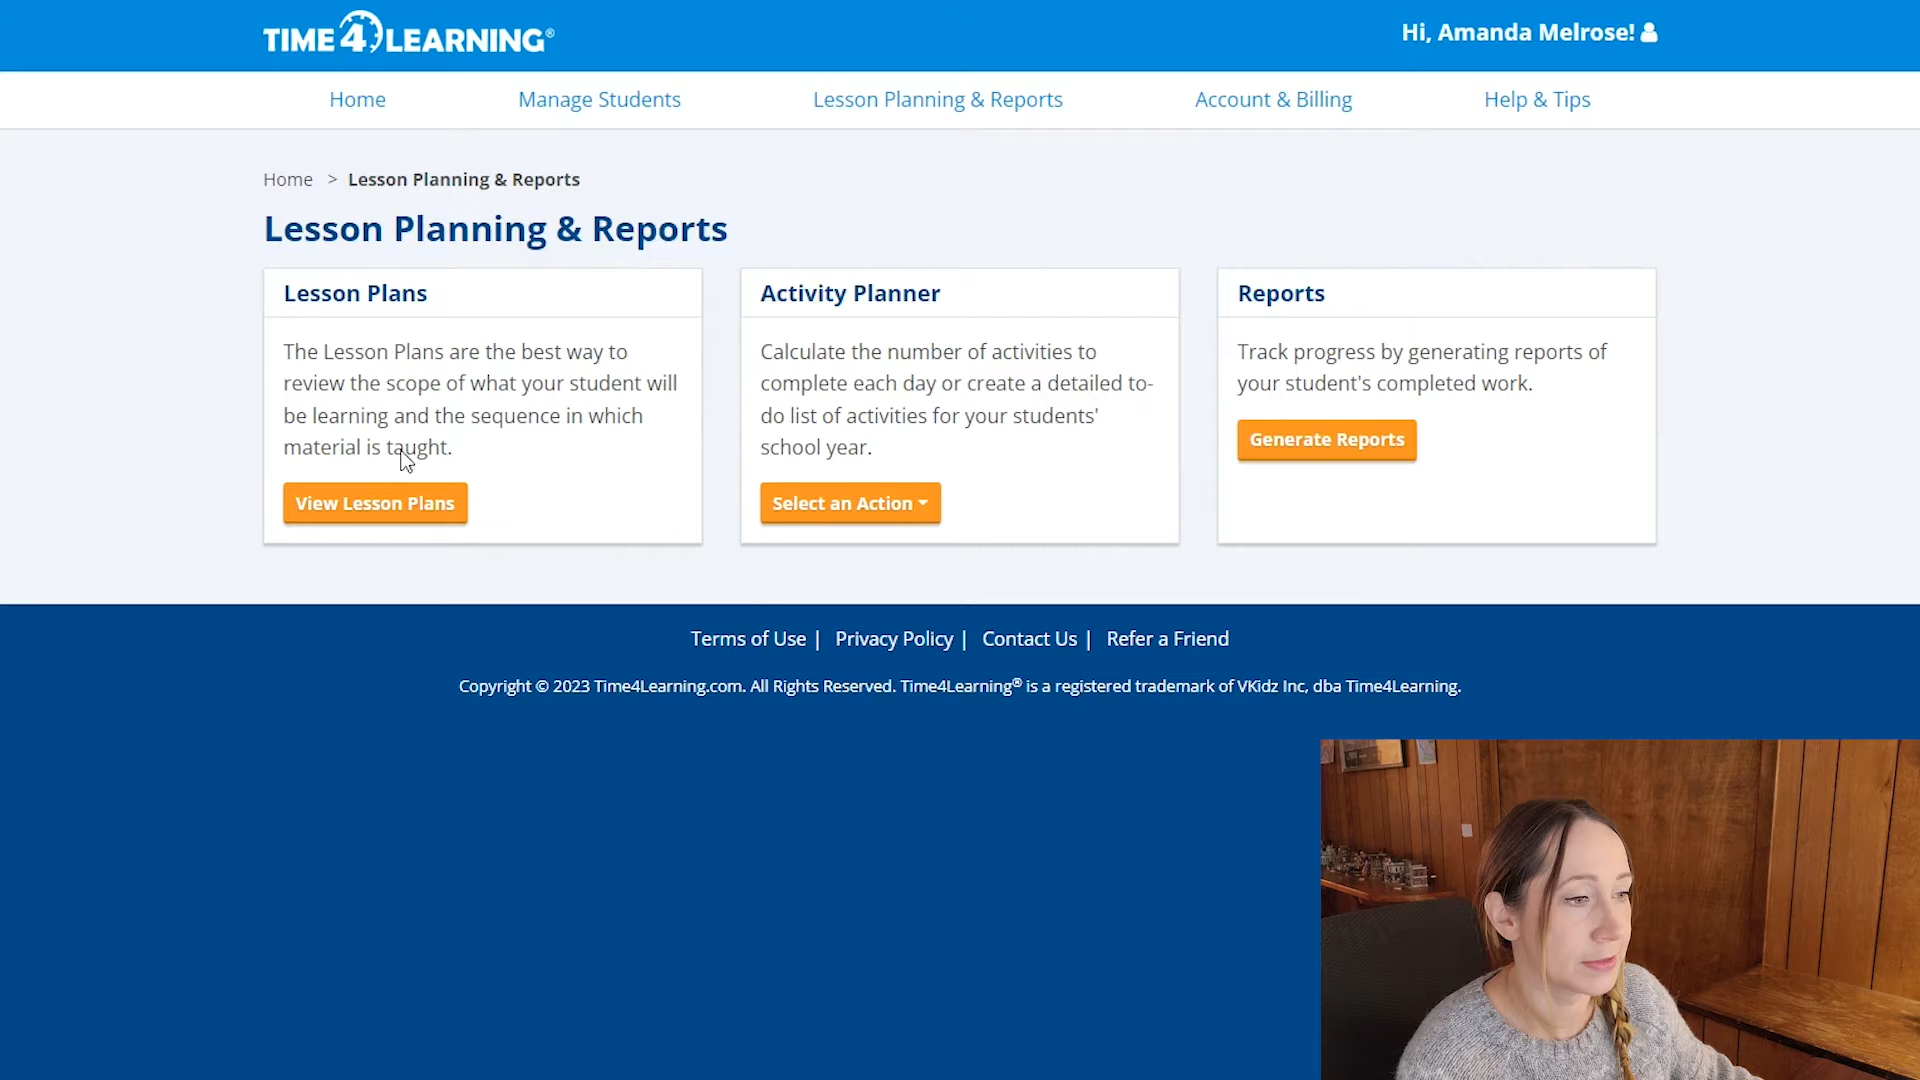 TIME4LEARNING®
Hi, Amanda Melrose!
Home
Manage Students
Lesson Planning & Reports
Account & Billing
Help & Tips
Home > Lesson Planning & Reports
Lesson Planning & Reports
Lesson Plans
The Lesson Plans are the best way to
review the scope of what your student will
be learning and the sequence in which
material is taught.
View Lesson Plans
Activity Planner
Calculate the number of activities to
complete each day or create a detailed to-
do list of activities for your students'
school year.
Select an Action
Reports
Track progress by generating reports of
your student's completed work.
Generate Reports
Terms of Use | Privacy Policy | Contact Us | Refer a Friend
Copyright © 2023 Time4Learning.com. All Rights Reserved. Time4Learning® is a registered trademark of VKidz Inc, dba Time4Learning.